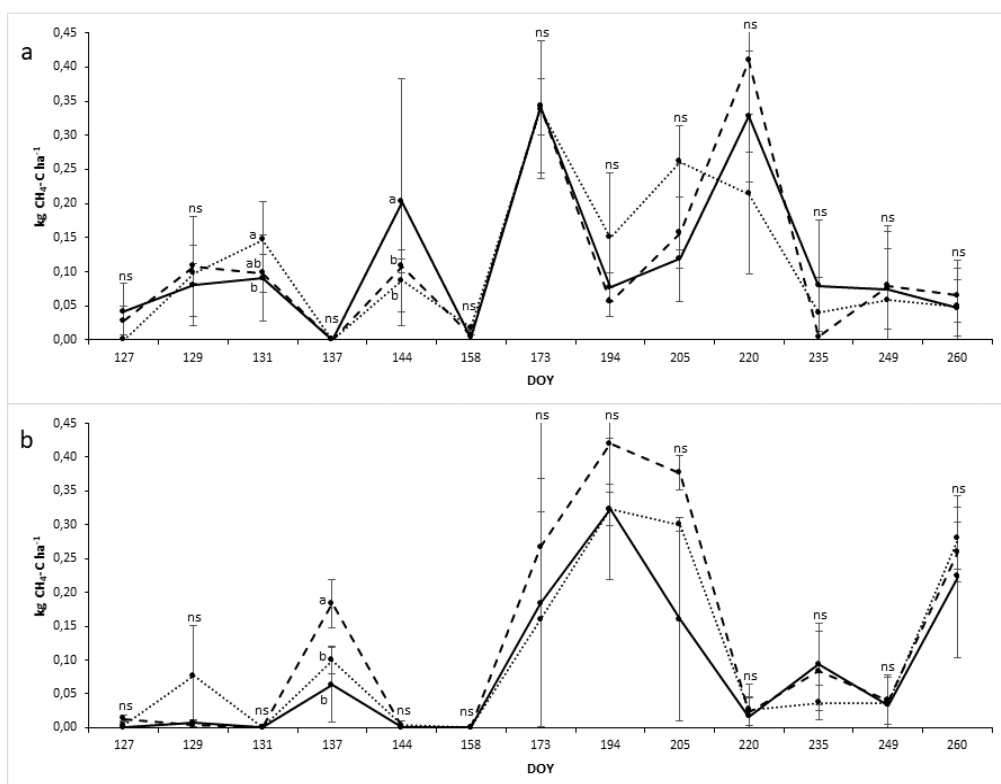 a
kg CH₄-C ha⁻¹
0,45
0,40
0,35
0,30
0,25
0,20
0,15
0,10
0,05
0,00
ns
ns
a
ab
b
ns
a
b
b
ns
ns
ns
ns
ns
ns
ns
ns
127 129 131 137 144 158 173 194 205 220 235 249 260
DOY
b
kg CH₄-C ha⁻¹
0,45
0,40
0,35
0,30
0,25
0,20
0,15
0,10
0,05
0,00
ns
ns
ns
a
b
b
ns
ns
ns
ns
ns
ns
ns
ns
ns
127 129 131 137 144 158 173 194 205 220 235 249 260
DOY